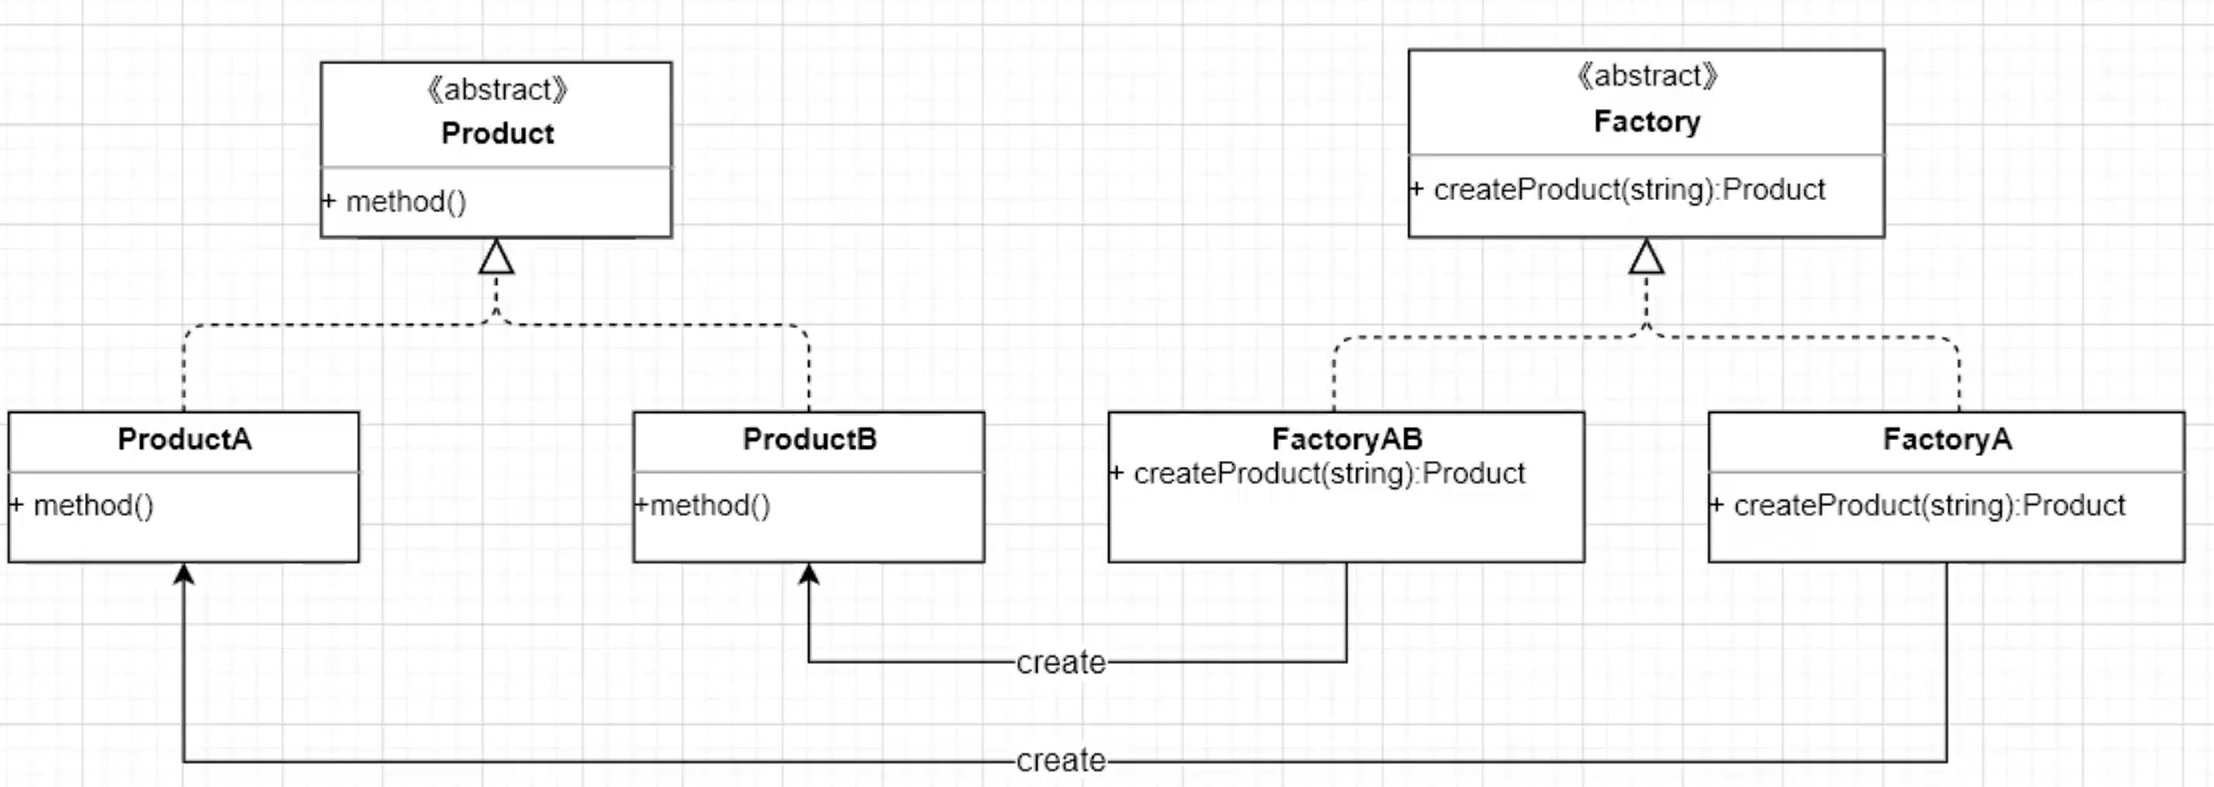 《abstract》
Product
+ method()
《abstract》
Factory
+ createProduct(string):Product
ProductA
+ method()
ProductB
+method()
FactoryAB
+ createProduct(string):Product
FactoryA
+ createProduct(string):Product
create
create